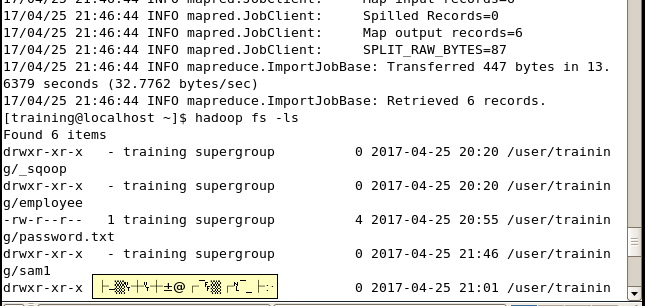 17/04/25 21:46:44 INFO mapred.JobClient:     Map input records=6
17/04/25 21:46:44 INFO mapred.JobClient:     Spilled Records=0
17/04/25 21:46:44 INFO mapred.JobClient:     Map output records=6
17/04/25 21:46:44 INFO mapred.JobClient:     SPLIT_RAW_BYTES=87
17/04/25 21:46:44 INFO mapreduce.ImportJobBase: Transferred 447 bytes in 13.
6379 seconds (32.7762 bytes/sec)
17/04/25 21:46:44 INFO mapreduce.ImportJobBase: Retrieved 6 records.
[training@localhost ~]$ hadoop fs -ls
Found 6 items
drwxr-xr-x   - training supergroup          0 2017-04-25 20:20 /user/trainin
g/_sqoop
drwxr-xr-x   - training supergroup          0 2017-04-25 20:20 /user/trainin
g/employee
-rw-r--r--   1 training supergroup          4 2017-04-25 20:55 /user/trainin
g/password.txt
drwxr-xr-x   - training supergroup          0 2017-04-25 21:46 /user/trainin
g/sam1
drwxr-xr-x 0 2017-04-25 21:01 /user/trainin